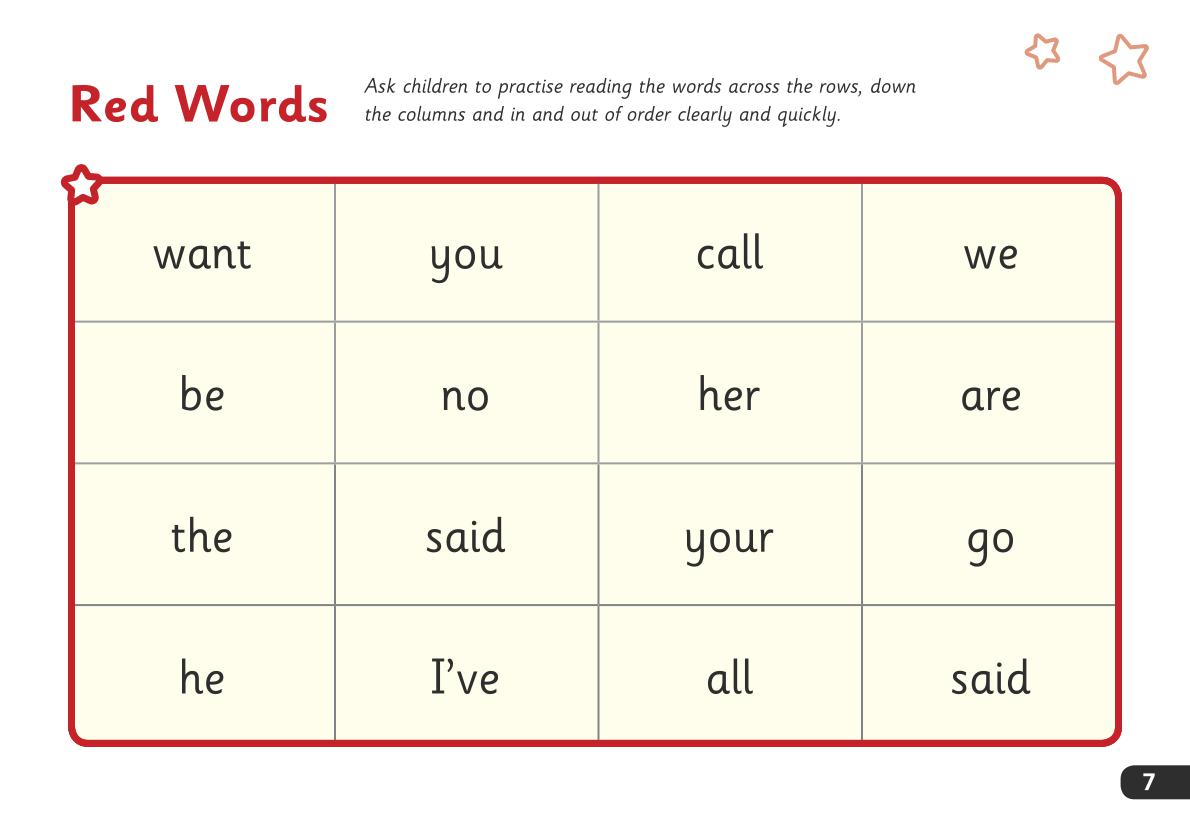 Red Words
Ask children to practise reading the words across the rows, down
the columns and in and out of order clearly and quickly.
want you call we
be no her are
the said your go
he I’ve all said
7